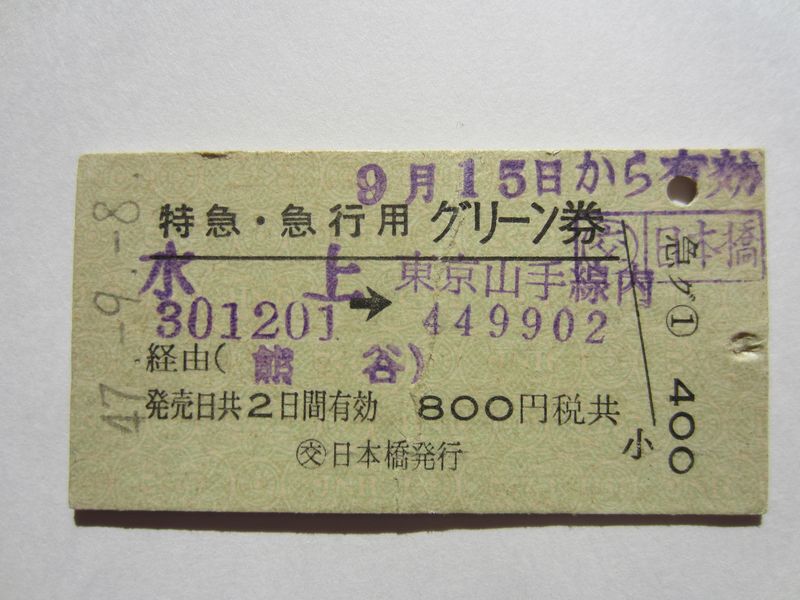 47.-9.-8.
9月15日から有効
特急・急行用グリーン券
日本橋
水上➔東京山手線内
301201 449902
経由(熊谷)
発売日共2日間有効 800円税共
㊋交日本橋発行
小 400